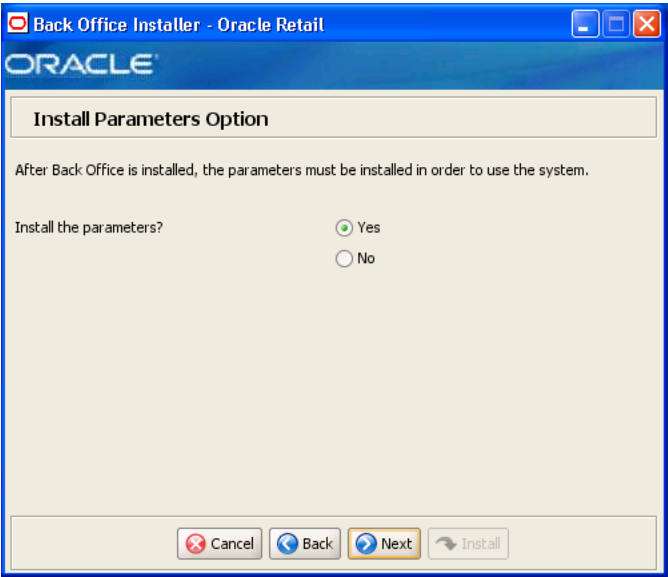 Back Office Installer - Oracle Retail
ORACLE
Install Parameters Option
After Back Office is installed, the parameters must be installed in order to use the system.
Install the parameters? Yes
No
Cancel Back Next Install